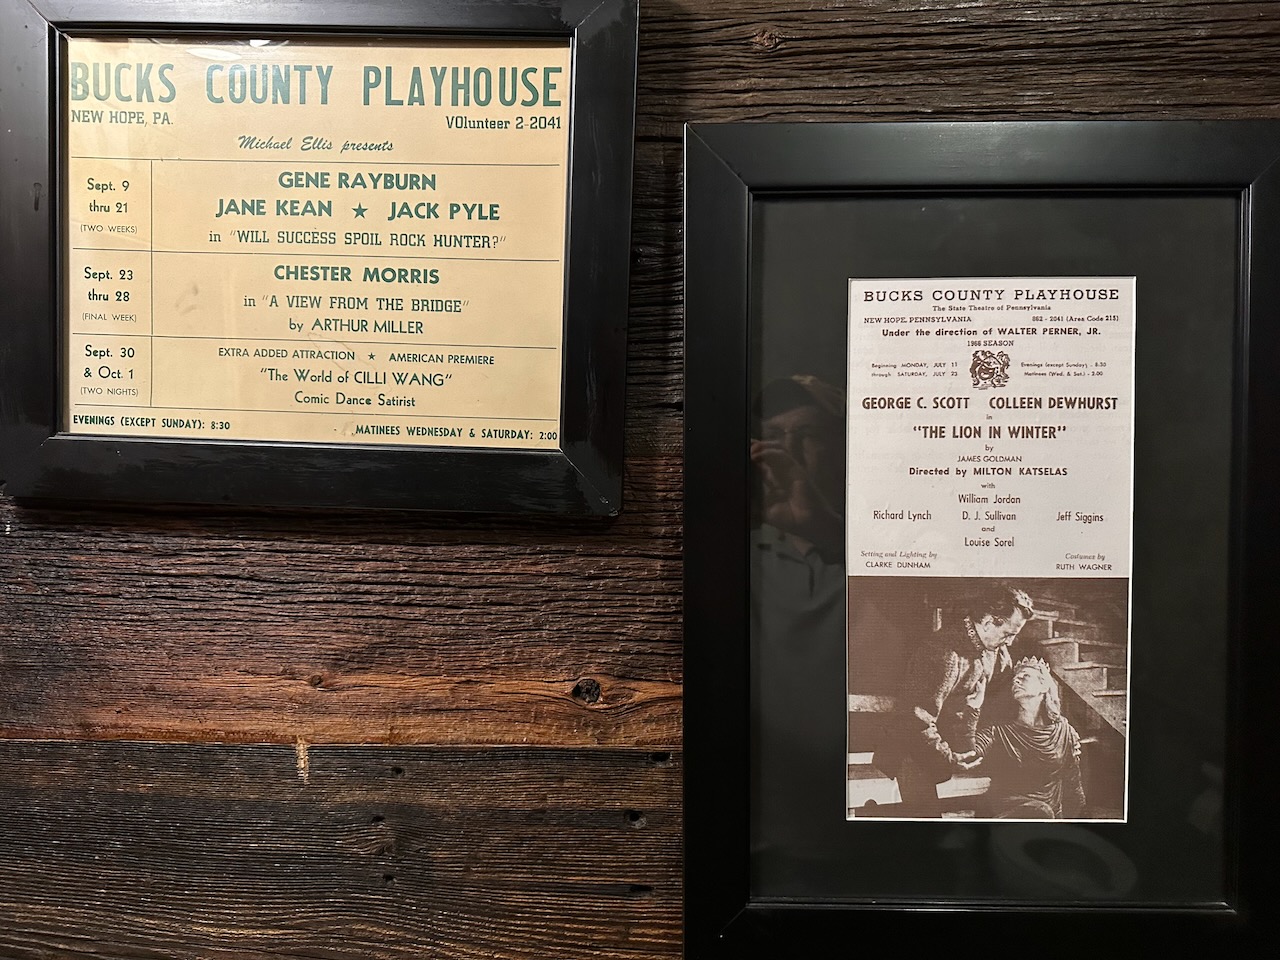 BUCKS COUNTY PLAYHOUSE
NEW HOPE, PA. VOlunteer 2-2041
Michael Ellis presents
Sept. 9
thru 21
(TWO WEEKS)
GENE RAYBURN
JANE KEAN ★ JACK PYLE
in "WILL SUCCESS SPOIL ROCK HUNTER?"
Sept. 23
thru 28
(FINAL WEEK)
CHESTER MORRIS
in "A VIEW FROM THE BRIDGE"
by ARTHUR MILLER
Sept. 30
& Oct. 1
(TWO NIGHTS)
EXTRA ADDED ATTRACTION ★ AMERICAN PREMIERE
"The World of CILLI WANG"
Comic Dance Satirist
EVENINGS (EXCEPT SUNDAY): 8:30 MATINEES WEDNESDAY & SATURDAY: 2:00
BUCKS COUNTY PLAYHOUSE
The State Theatre of Pennsylvania
NEW HOPE, PENNSYLVANIA 862 - 2041 (Area Code 215)
Under the direction of WALTER PERNER, JR.
1966 SEASON
Beginning MONDAY, JULY 11
through SATURDAY, JULY 23
Evenings (except Sunday) - 8:30
Matinees (Wed. & Sat.) - 2:00
GEORGE C. SCOTT COLLEEN DEWHURST
in
"THE LION IN WINTER"
by
JAMES GOLDMAN
Directed by MILTON KATSELAS
with
William Jordan
Richard Lynch D. J. Sullivan Jeff Siggins
and
Louise Sorel
Setting and Lighting by
CLARKE DUNHAM
Costumes by
RUTH WAGNER